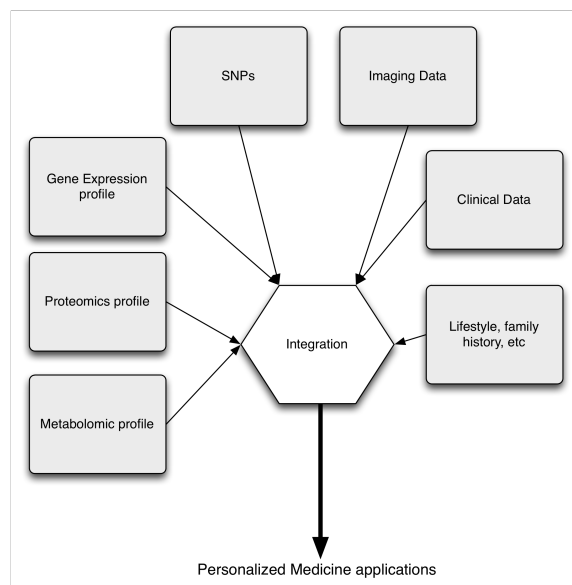 SNPs
Imaging Data
Gene Expression
profile
Clinical Data
Proteomics profile
Lifestyle, family
history, etc
Integration
Metabolomic profile
Personalized Medicine applications